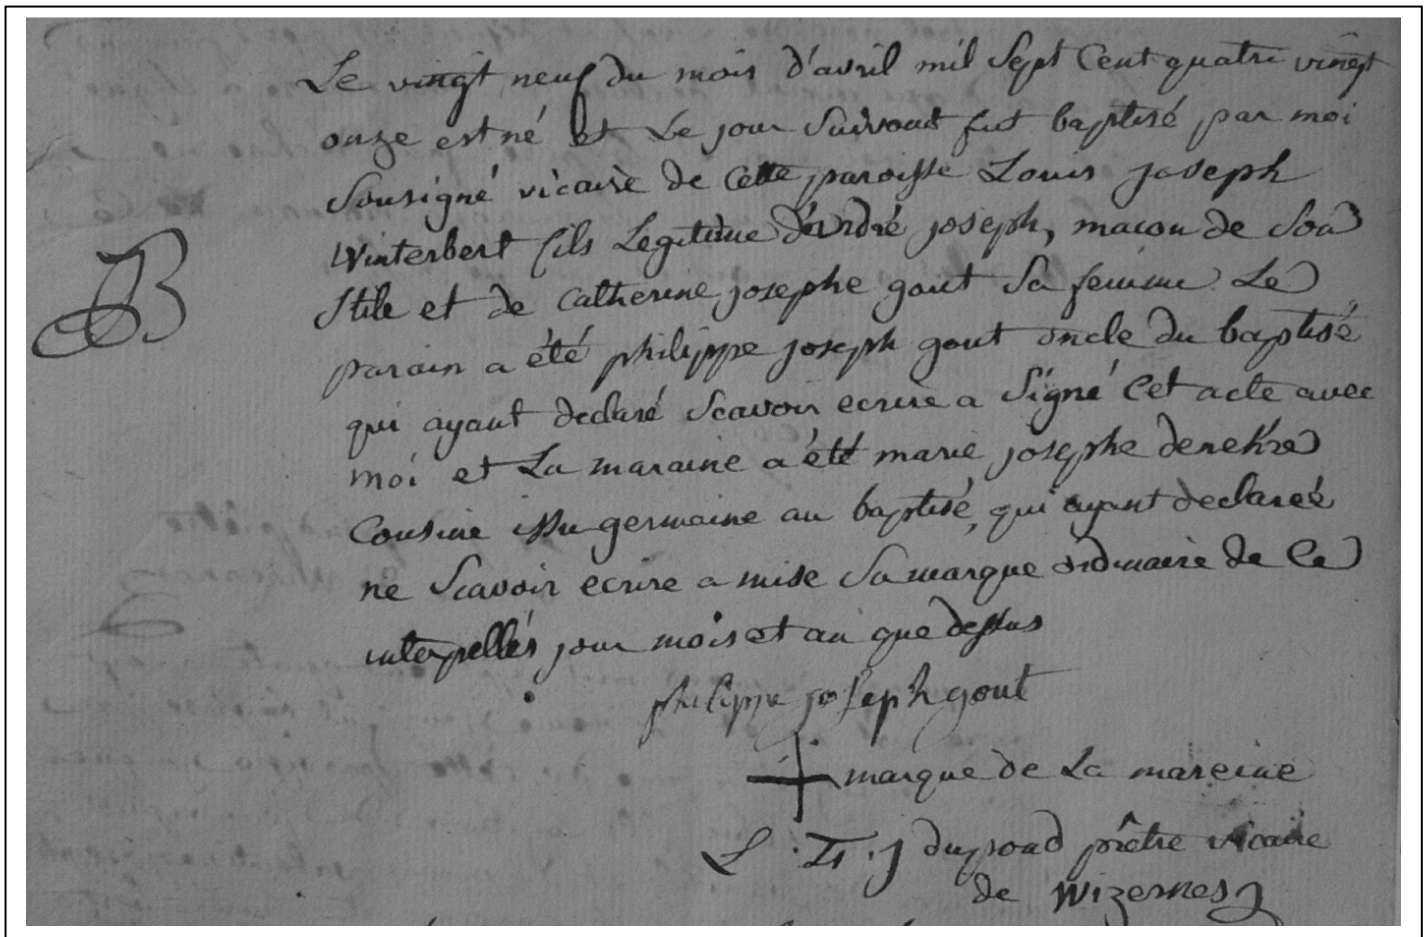 Le vingt neuf du mois d'avril mil sept Cent quatre vingt
onze est né et Le jour suivant fut baptisé par moi
B
sousigné vicaire de Cette paroisse Louis joseph
Winterbert fils Legitime d'andré joseph, macon de son
stile et de catherine josephe gout sa femme Le
parain a été philippe joseph gout oncle du baptisé
qui ayant declaré scavoir ecrire a signé Cet acte avec
moi et La maraine a été marie josephe
Cousine issu germaine au baptisé, qui ayant declareé
ne scavoir ecrire a mise sa marque ordinaire de Ce
interpellés jour mois et an que dessus
philippe joseph gout
marque de La mareine
L. . j dupond prêtre vicaire
de Wizernes